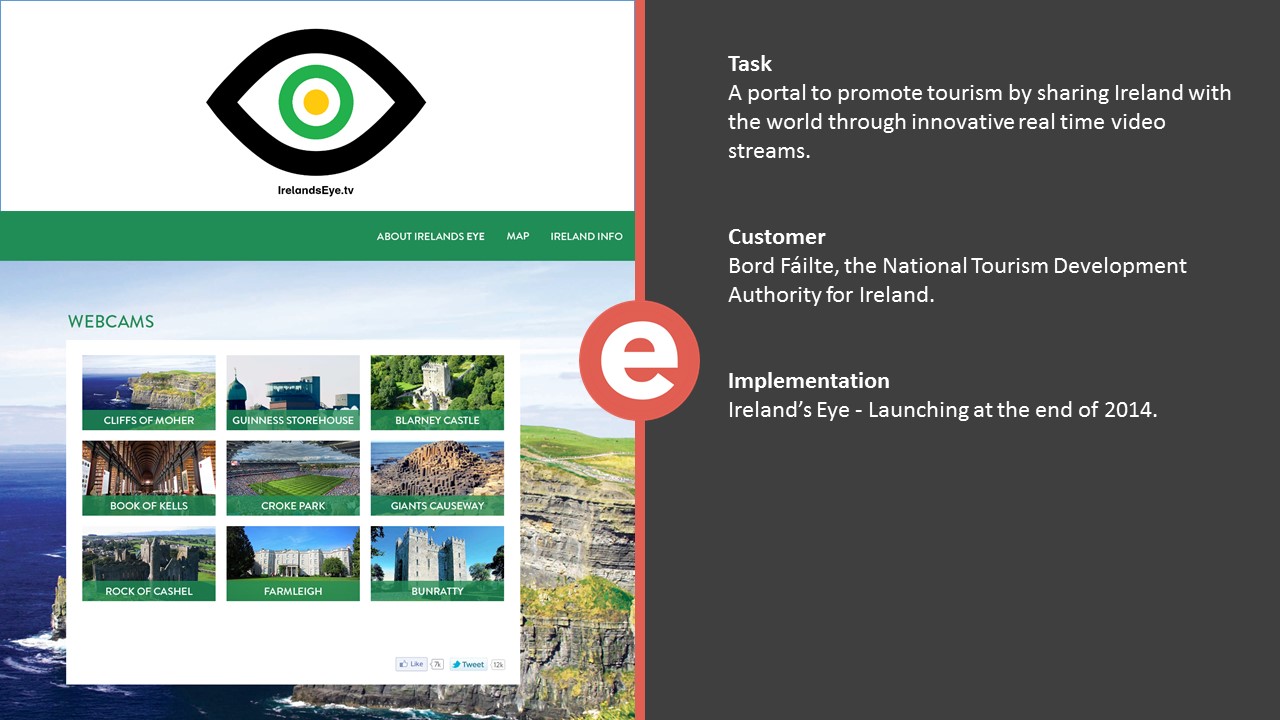 IrelandsEye.tv
ABOUT IRELANDS EYE MAP IRELAND INFO
WEBCAMS
CLIFFS OF MOHER GUINNESS STOREHOUSE BLARNEY CASTLE
BOOK OF KELLS CROKE PARK GIANTS CAUSEWAY
ROCK OF CASHEL FARMLEIGH BUNRATTY
Like 7k Tweet 12k
e
Task
A portal to promote tourism by sharing Ireland with
the world through innovative real time video
streams.
Customer
Bord Fáilte, the National Tourism Development
Authority for Ireland.
Implementation
Ireland’s Eye - Launching at the end of 2014.